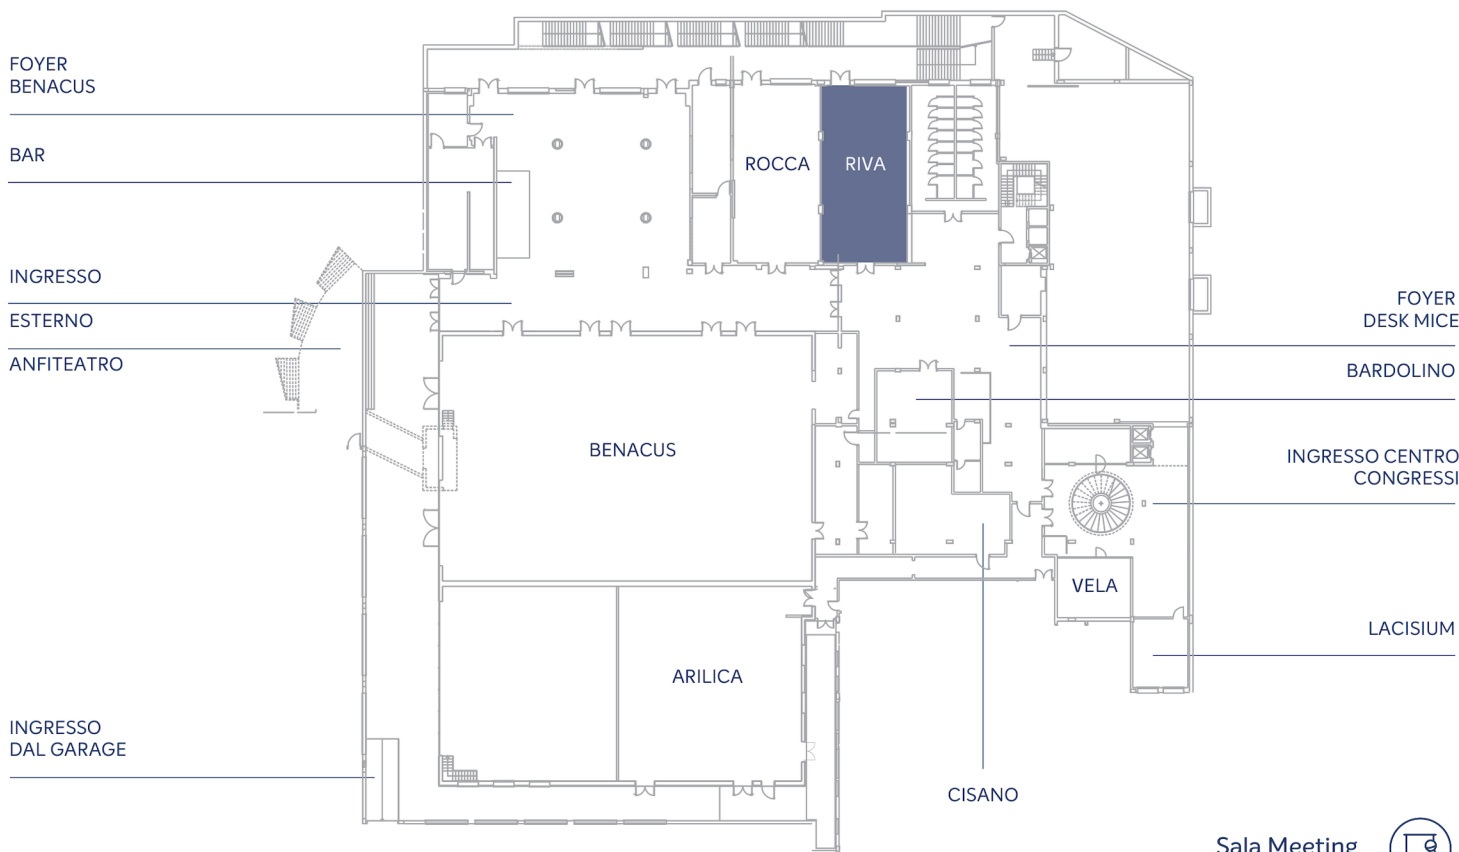 FOYER
BENACUS
BAR
INGRESSO
ESTERNO
ANFITEATRO
INGRESSO
DAL GARAGE
ROCCA
RIVA
BENACUS
ARILICA
VELA
CISANO
FOYER
DESK MICE
BARDOLINO
INGRESSO CENTRO
CONGRESSI
LACISIUM
Sala Meeting